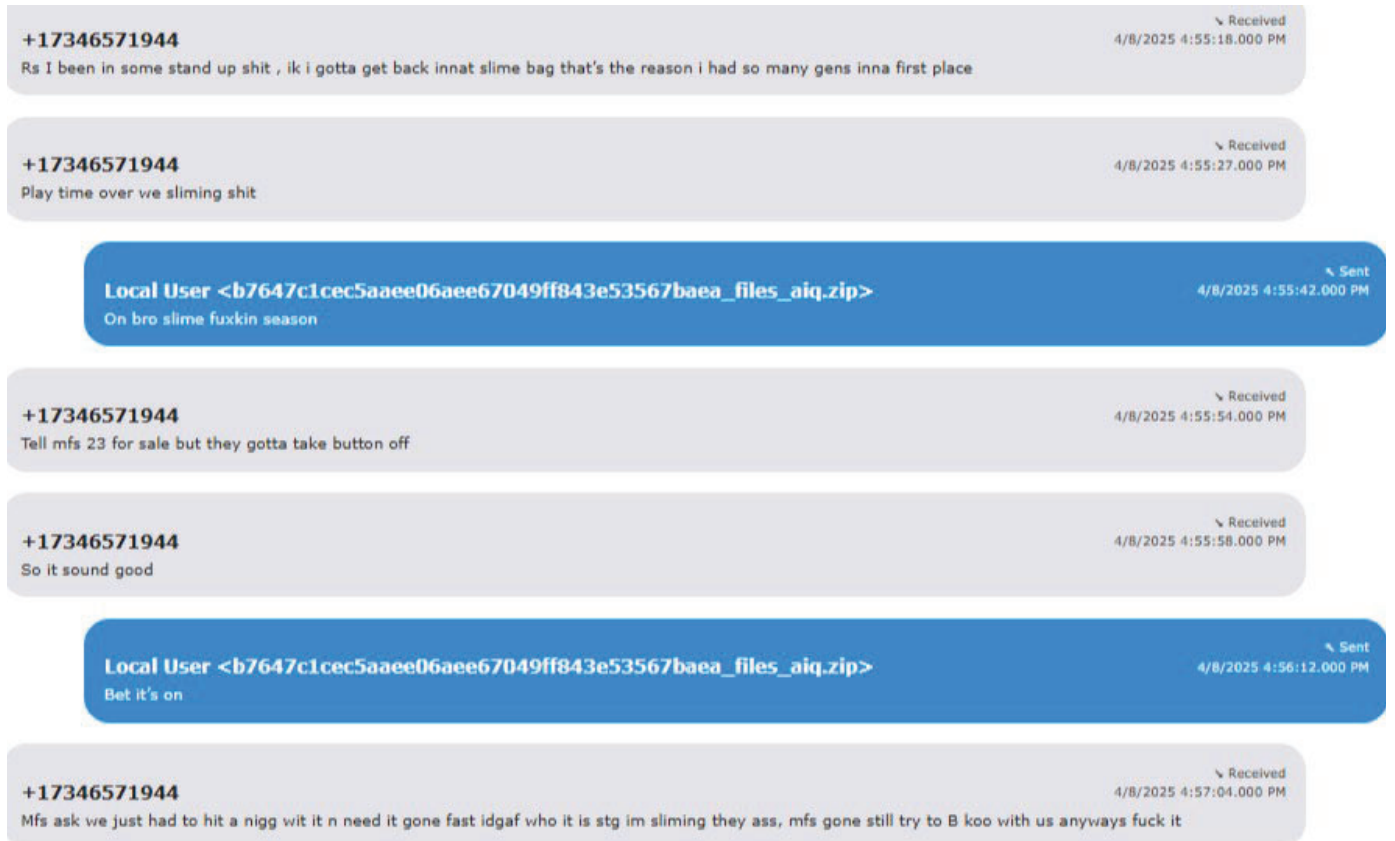 ↘ Received
+17346571944
4/8/2025 4:55:18.000 PM
Rs I been in some stand up shit , ik i gotta get back innat slime bag that's the reason i had so many gens inna first place
↘ Received
+17346571944
4/8/2025 4:55:27.000 PM
Play time over we sliming shit
↖ Sent
Local User <b7647c1cec5aaee06aee67049ff843e53567baea_files_aiq.zip>
4/8/2025 4:55:42.000 PM
On bro slime fuxkin season
↘ Received
+17346571944
4/8/2025 4:55:54.000 PM
Tell mfs 23 for sale but they gotta take button off
↘ Received
+17346571944
4/8/2025 4:55:58.000 PM
So it sound good
↖ Sent
Local User <b7647c1cec5aaee06aee67049ff843e53567baea_files_aiq.zip>
4/8/2025 4:56:12.000 PM
Bet it's on
↘ Received
+17346571944
4/8/2025 4:57:04.000 PM
Mfs ask we just had to hit a nigg wit it n need it gone fast idgaf who it is stg im sliming they ass, mfs gone still try to B koo with us anyways fuck it